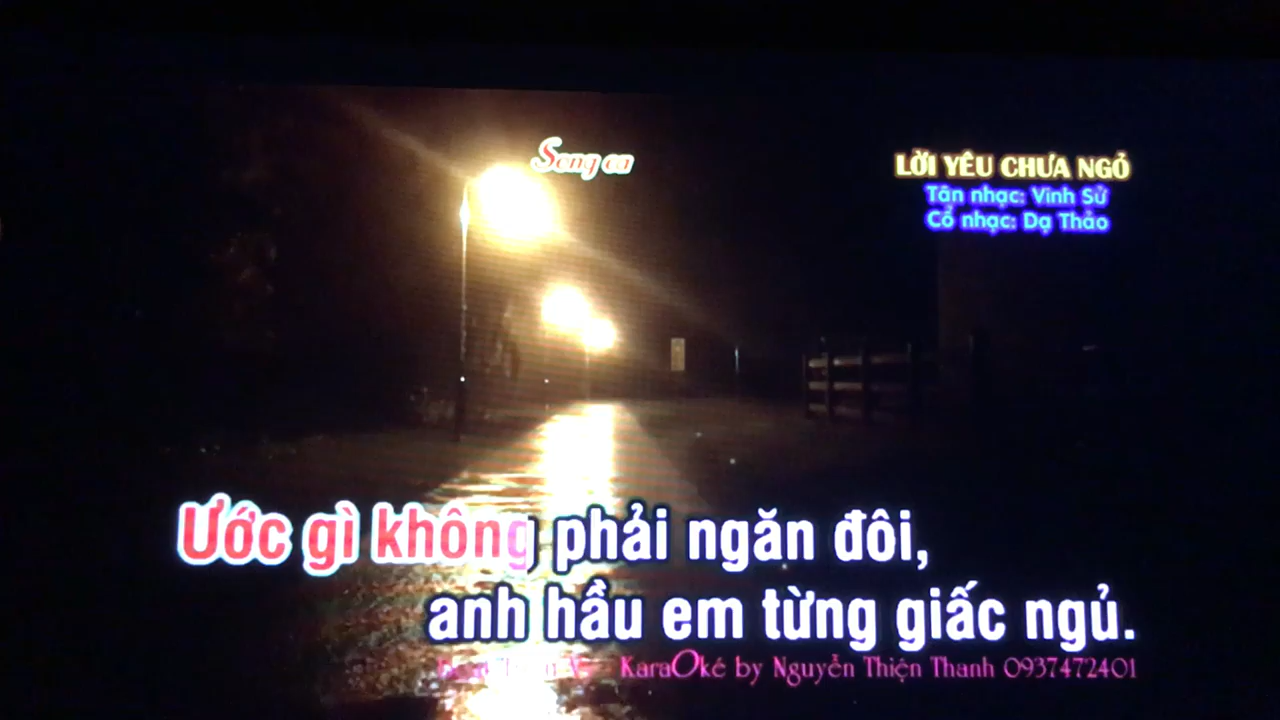 Song ca
LỜI YÊU CHƯA NGỎ
Tân nhạc: Vinh Sử
Cổ nhạc: Dạ Thảo
Ước gì không phải ngăn đôi,
anh hầu em từng giấc ngủ.
KaraOké by Nguyễn Thiện Thanh 0937472401